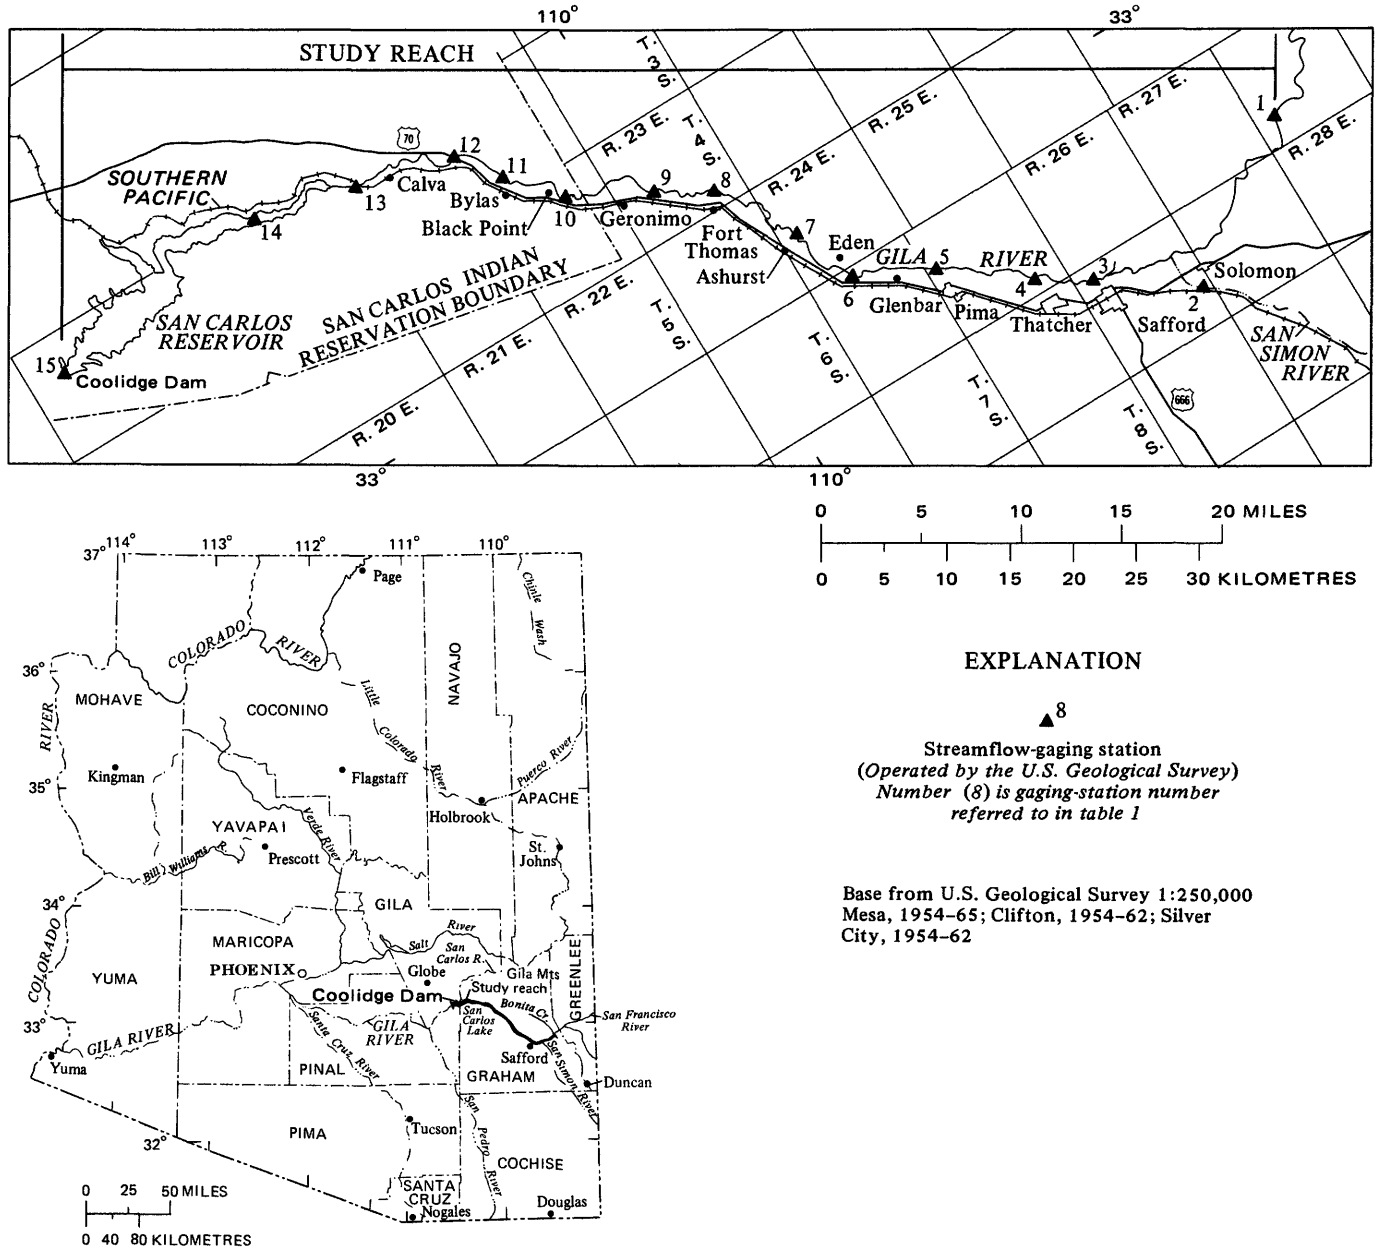 110°
33°
STUDY REACH
T. 3 S.
R. 23 E.
T. 4 S.
R. 25 E.
R. 24 E.
R. 27 E.
R. 26 E.
R. 28 E.
1
70
12
11
9
8
SOUTHERN
PACIFIC
Calva
13
14
Bylas
Black Point
10
Geronimo
Fort
Thomas
Ashurst
7
Eden
GILA
5
RIVER
6
Glenbar
Pima
4
3
Thatcher
Safford
2
Solomon
SAN
SIMON
RIVER
SAN CARLOS INDIAN
RESERVATION BOUNDARY
SAN CARLOS
RESERVOIR
15
Coolidge Dam
R. 22 E.
R. 21 E.
R. 20 E.
T. 5 S.
T. 6 S.
T. 7 S.
T. 8 S.
666
33°
110°
0 5 10 15 20 MILES
0 5 10 15 20 25 30 KILOMETRES
EXPLANATION
8
Streamflow-gaging station
(Operated by the U.S. Geological Survey)
Number (8) is gaging-station number
referred to in table 1
Base from U.S. Geological Survey 1:250,000
Mesa, 1954-65; Clifton, 1954-62; Silver
City, 1954-62
37°
114°
113°
112°
111°
110°
Page
Chinle Wash
COLORADO RIVER
36°
MOHAVE
COCONINO
NAVAJO
Little Colorado River
RIVER
Kingman
Flagstaff
Puerco River
35°
APACHE
Holbrook
YAVAPAI
Verde River
Prescott
Bill Williams R.
St.
Johns
34°
GILA
COLORADO
MARICOPA
Salt River
San
Carlos R.
PHOENIX
Globe
Gila Mts
Study reach
GREENLEE
YUMA
Coolidge Dam
Bonita Cr
San Francisco
River
San
Carlos
Lake
33°
GILA RIVER
GILA
RIVER
Santa Cruz River
Safford
San Simon River
Yuma
PINAL
GRAHAM
Duncan
San Pedro River
PIMA
Tucson
32°
COCHISE
SANTA
CRUZ
Nogales
Douglas
0 25 50 MILES
0 40 80 KILOMETRES